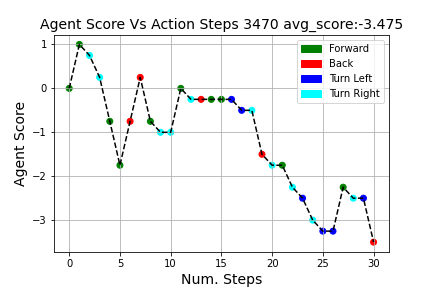 Agent Score Vs Action Steps 3470 avg_score:-3.475
Forward
Back
Turn Left
Turn Right
1
0
−1
−2
−3
Agent Score
0 5 10 15 20 25 30
Num. Steps